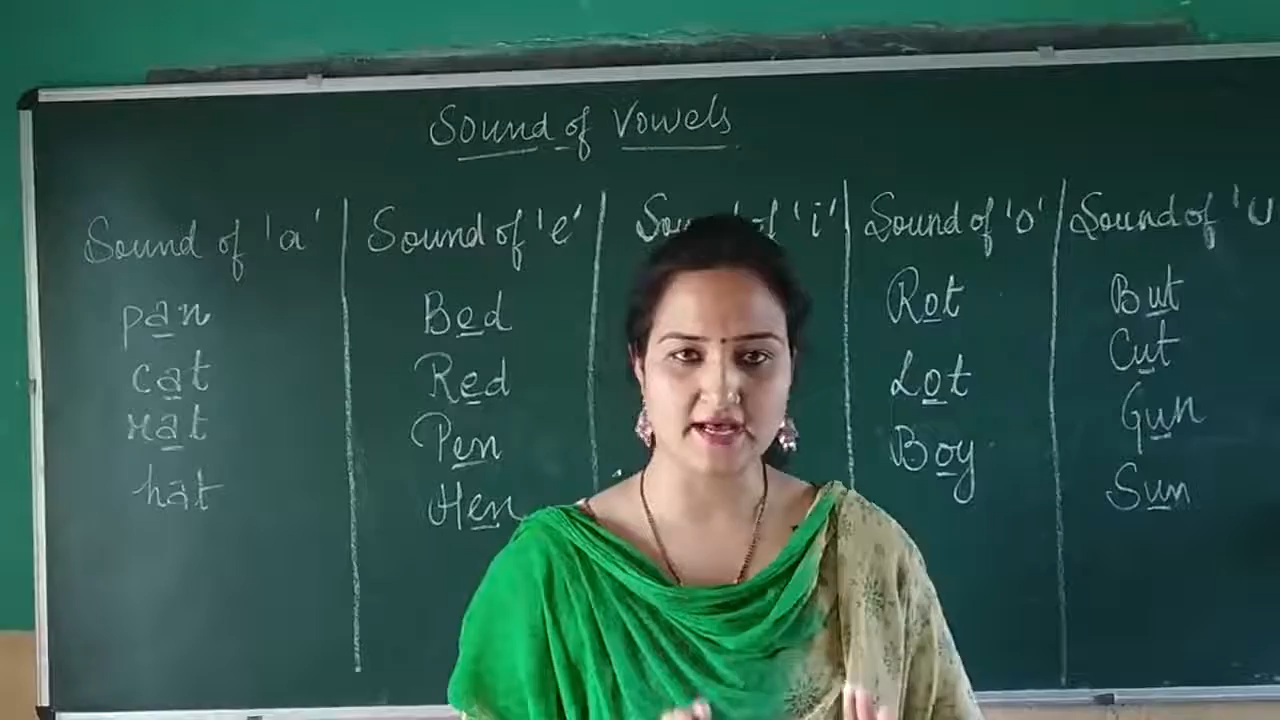 Sound of Vowels
Sound of 'a'
pan
cat
mat
hat
Sound of 'e'
Bed
Red
Pen
Hen
of 'i'
Sound of 'o'
Rot
Lot
Boy
Sound of 'u
But
Cut
Gun
Sun